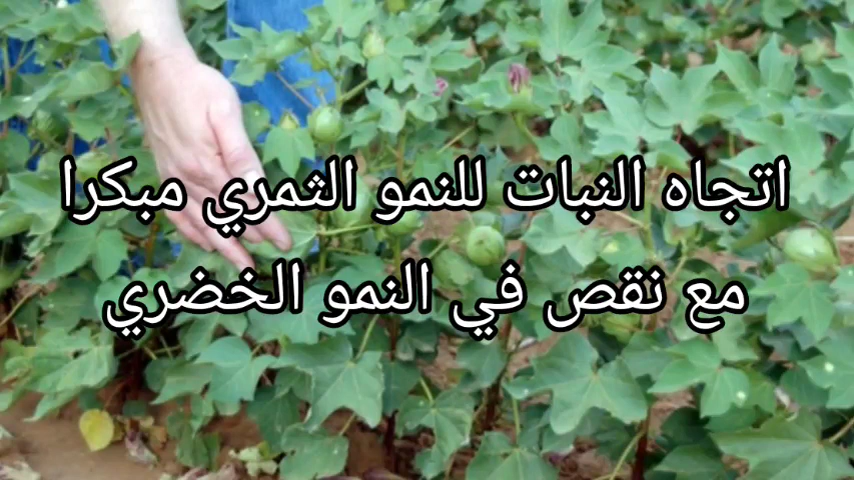 اتجاه النبات للنمو الثمري مبكرا
مع نقص في النمو الخضري